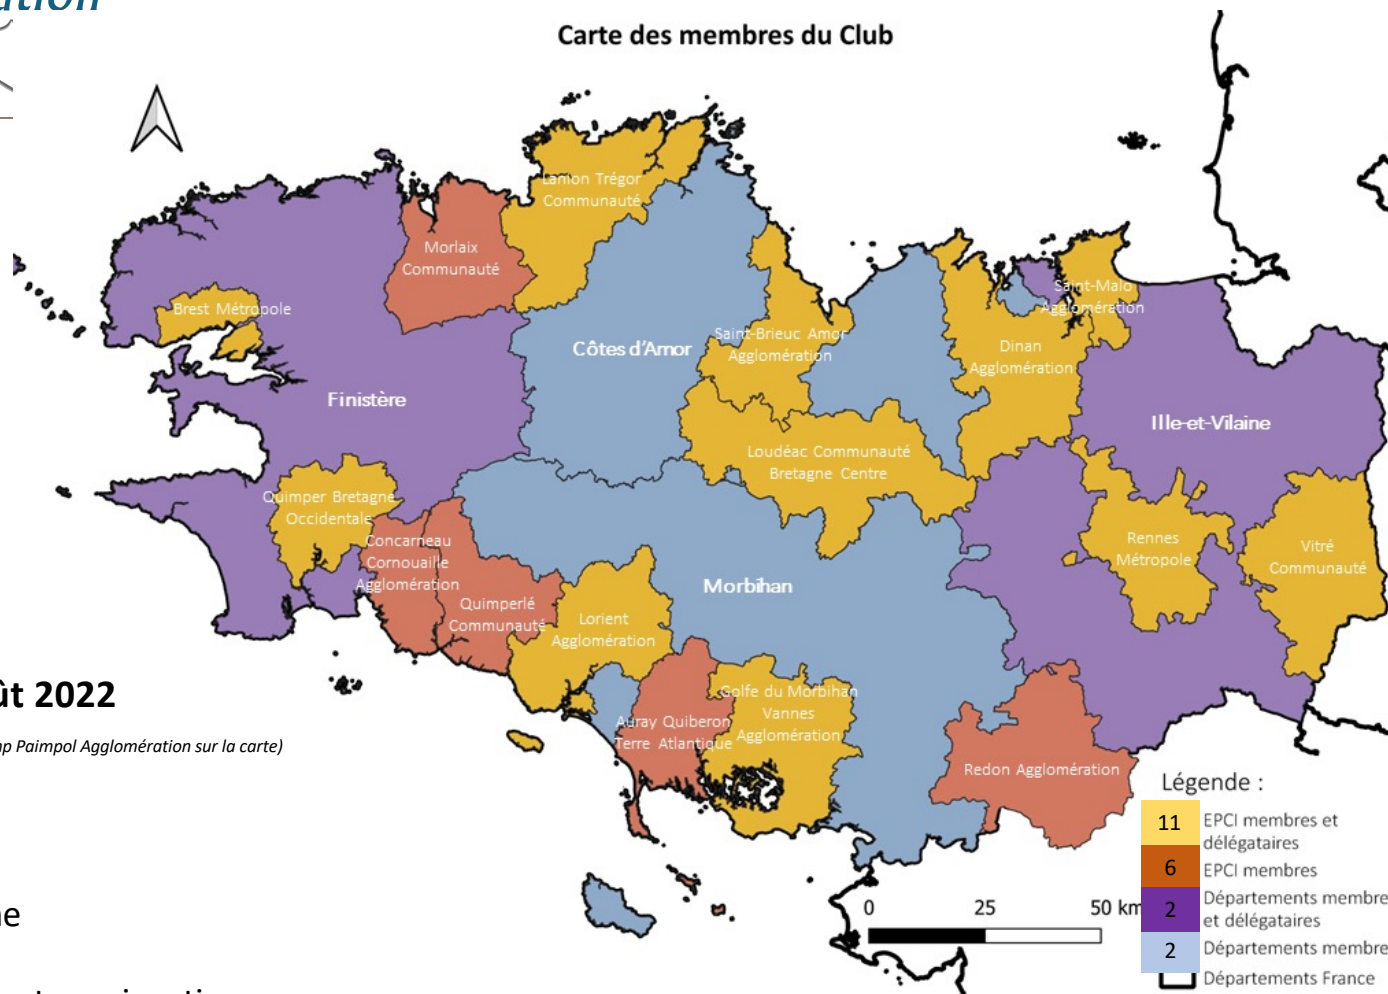 Carte des membres du Club
Lanion Trégor
Communauté
Morlaix
Communauté
Brest Métropole
Saint-Malo
Agglomération
Saint-Brieuc Amor
Agglomération
Côtes d'Amor
Dinan
Agglomération
Finistère
Ille-et-Vilaine
Loudéac Communauté
Bretagne Centre
Quimper Bretagne
Occidentale
Concarneau
Cornouaille
Agglomération
Rennes
Métropole
Vitré
Communauté
Morbihan
Quimperlé
Communauté
Lorient
Agglomération
ût 2022
Golfe du Morbihan
Vannes
Agglomération
Auray Quiberon
Terre Atlantique
p Paimpol Agglomération sur la carte)
Redon Agglomération
Légende :
11 EPCI membres et
délégataires
6 EPCI membres
2 Départements membre
et délégataires
2 Départements membre
Départements France
0 25 50 km